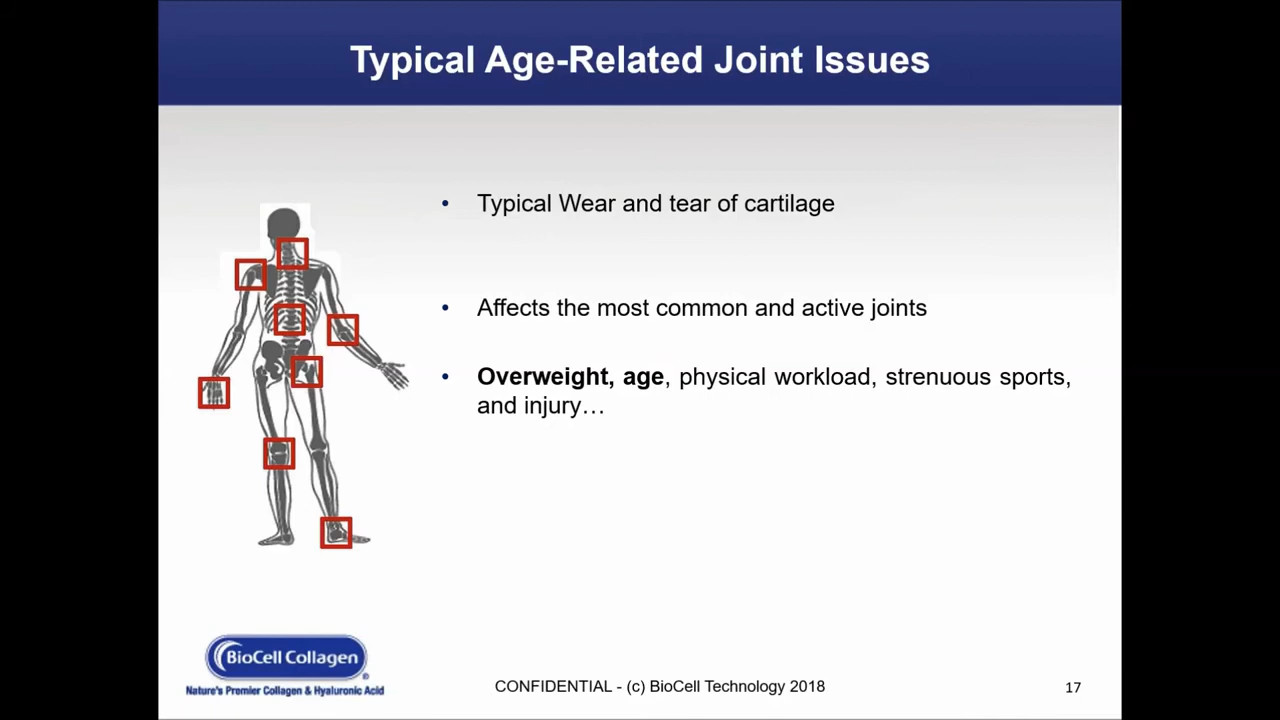 Typical Age-Related Joint Issues
• Typical Wear and tear of cartilage
• Affects the most common and active joints
• Overweight, age, physical workload, strenuous sports,
and injury…
BioCell Collagen
®
Nature's Premier Collagen & Hyaluronic Acid
CONFIDENTIAL - (c) BioCell Technology 2018
17